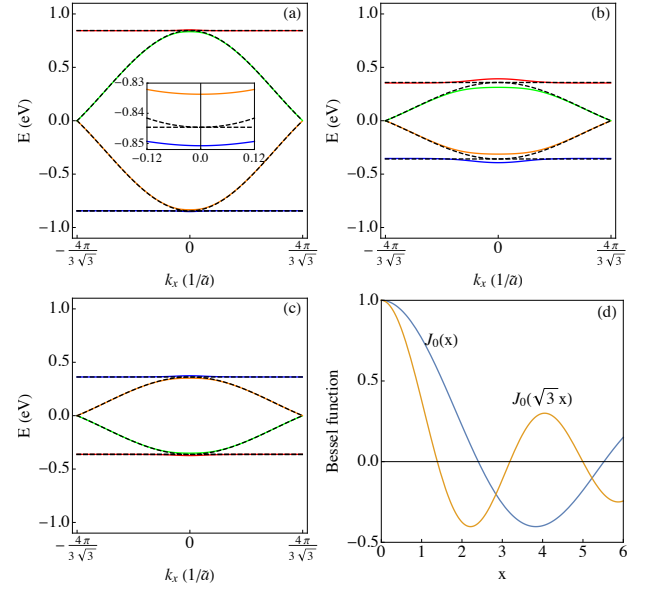 (a)
1.0
0.5
0.0
−0.5
−1.0
E (eV)
−0.83
−0.84
−0.85
−0.12 0.0 0.12
− 4π/3√3 0 4π/3√3
k_x (1/ã)
(b)
1.0
0.5
0.0
−0.5
−1.0
E (eV)
− 4π/3√3 0 4π/3√3
k_x (1/ã)
(c)
1.0
0.5
0.0
−0.5
−1.0
E (eV)
− 4π/3√3 0 4π/3√3
k_x (1/ã)
(d)
1.0
0.5
0.0
−0.5
Bessel function
J₀(x)
J₀(√3 x)
0 1 2 3 4 5 6
x